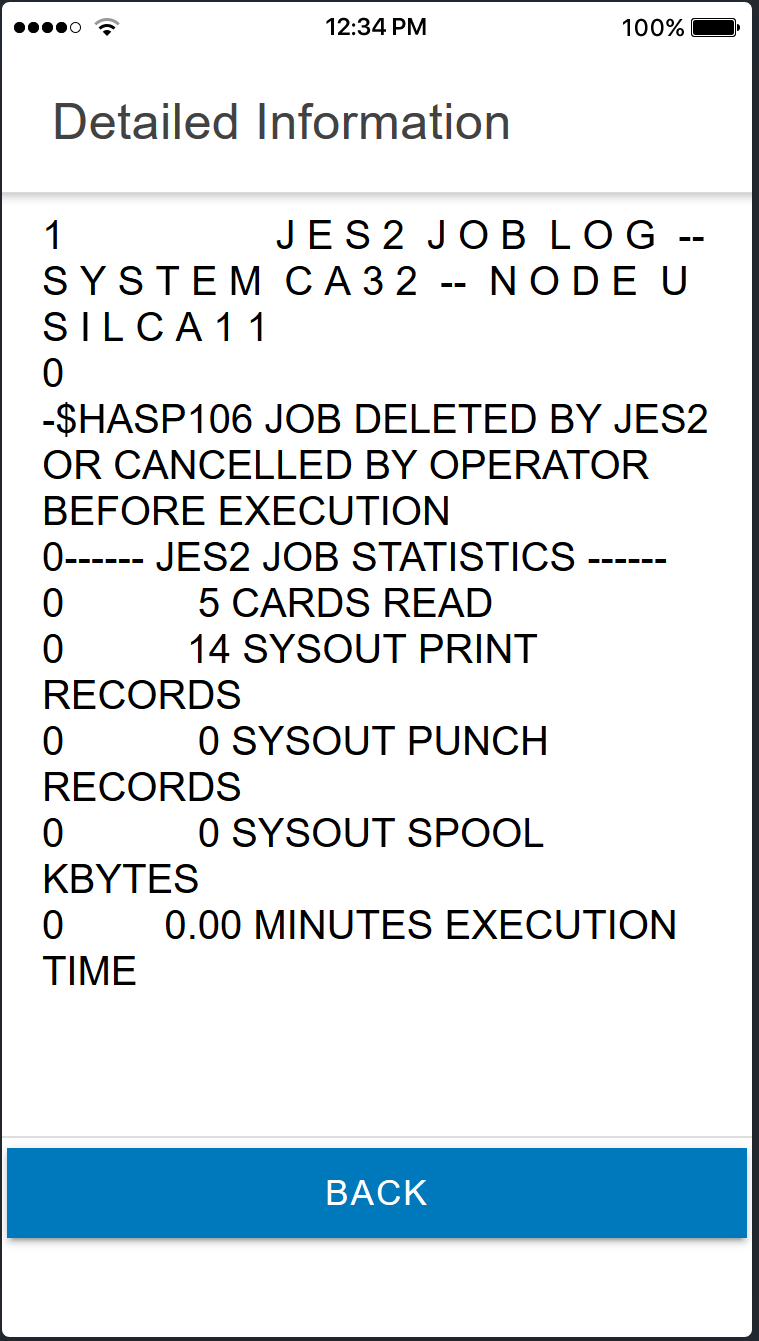 12:34 PM 100%
Detailed Information
1 J E S 2 J O B L O G --
S Y S T E M C A 3 2 -- N O D E U
S I L C A 1 1
0
-$HASP106 JOB DELETED BY JES2
OR CANCELLED BY OPERATOR
BEFORE EXECUTION
0------ JES2 JOB STATISTICS ------
0 5 CARDS READ
0 14 SYSOUT PRINT
RECORDS
0 0 SYSOUT PUNCH
RECORDS
0 0 SYSOUT SPOOL
KBYTES
0 0.00 MINUTES EXECUTION
TIME
BACK